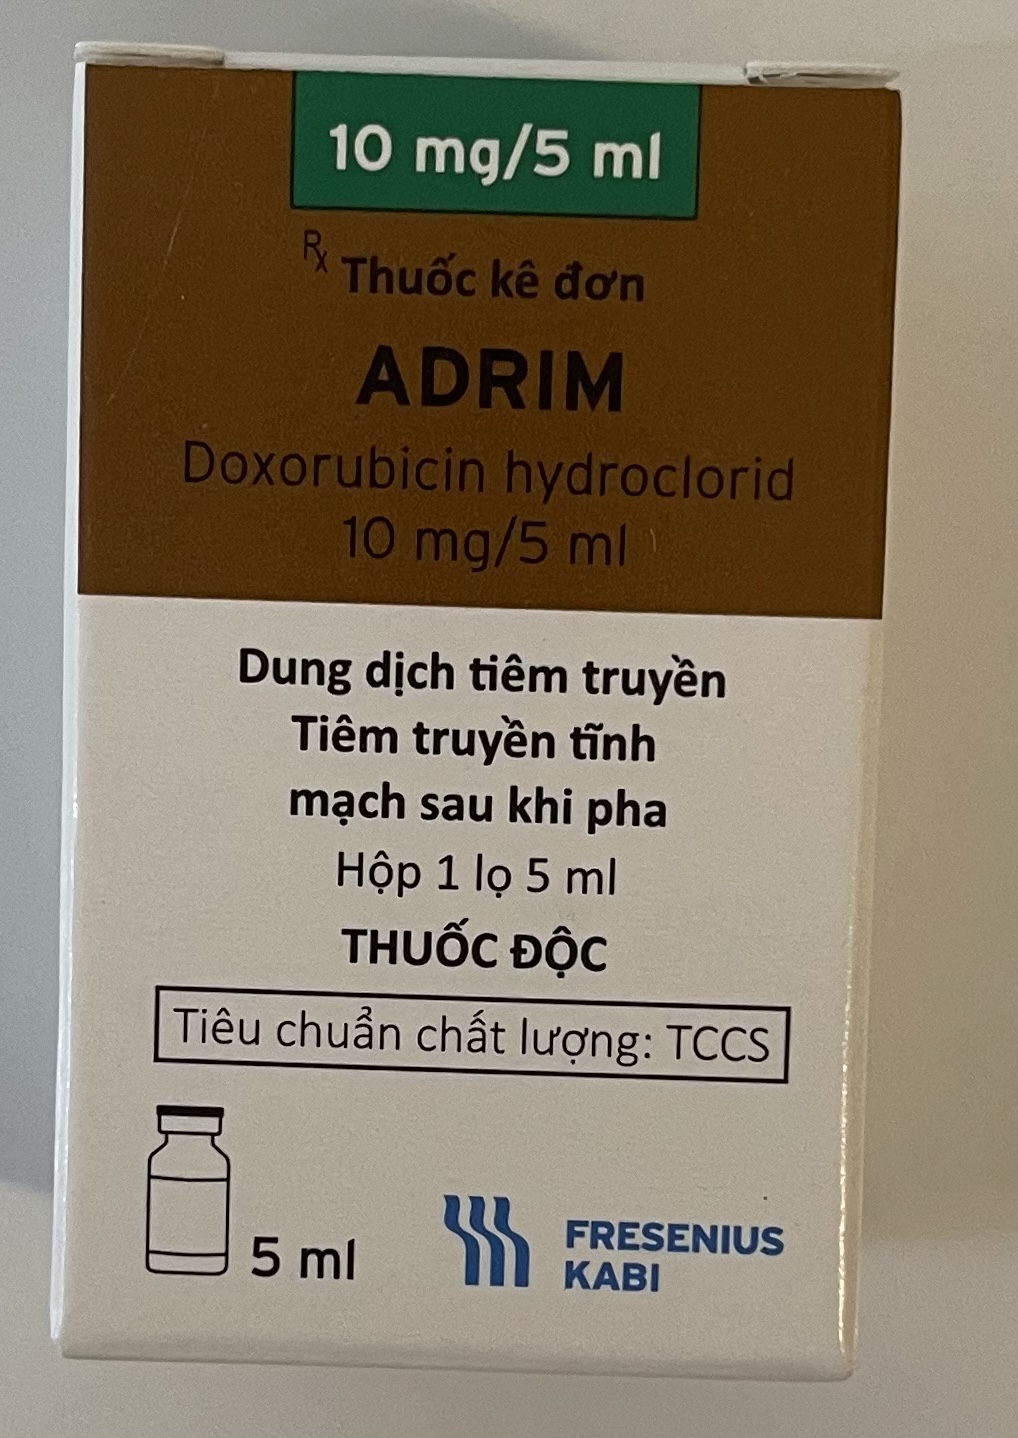 10 mg/5 ml
Rx Thuốc kê đơn
ADRIM
Doxorubicin hydroclorid
10 mg/5 ml
Dung dịch tiêm truyền
Tiêm truyền tĩnh
mạch sau khi pha
Hộp 1 lọ 5 ml
THUỐC ĐỘC
Tiêu chuẩn chất lượng: TCCS
5 ml
FRESENIUS
KABI